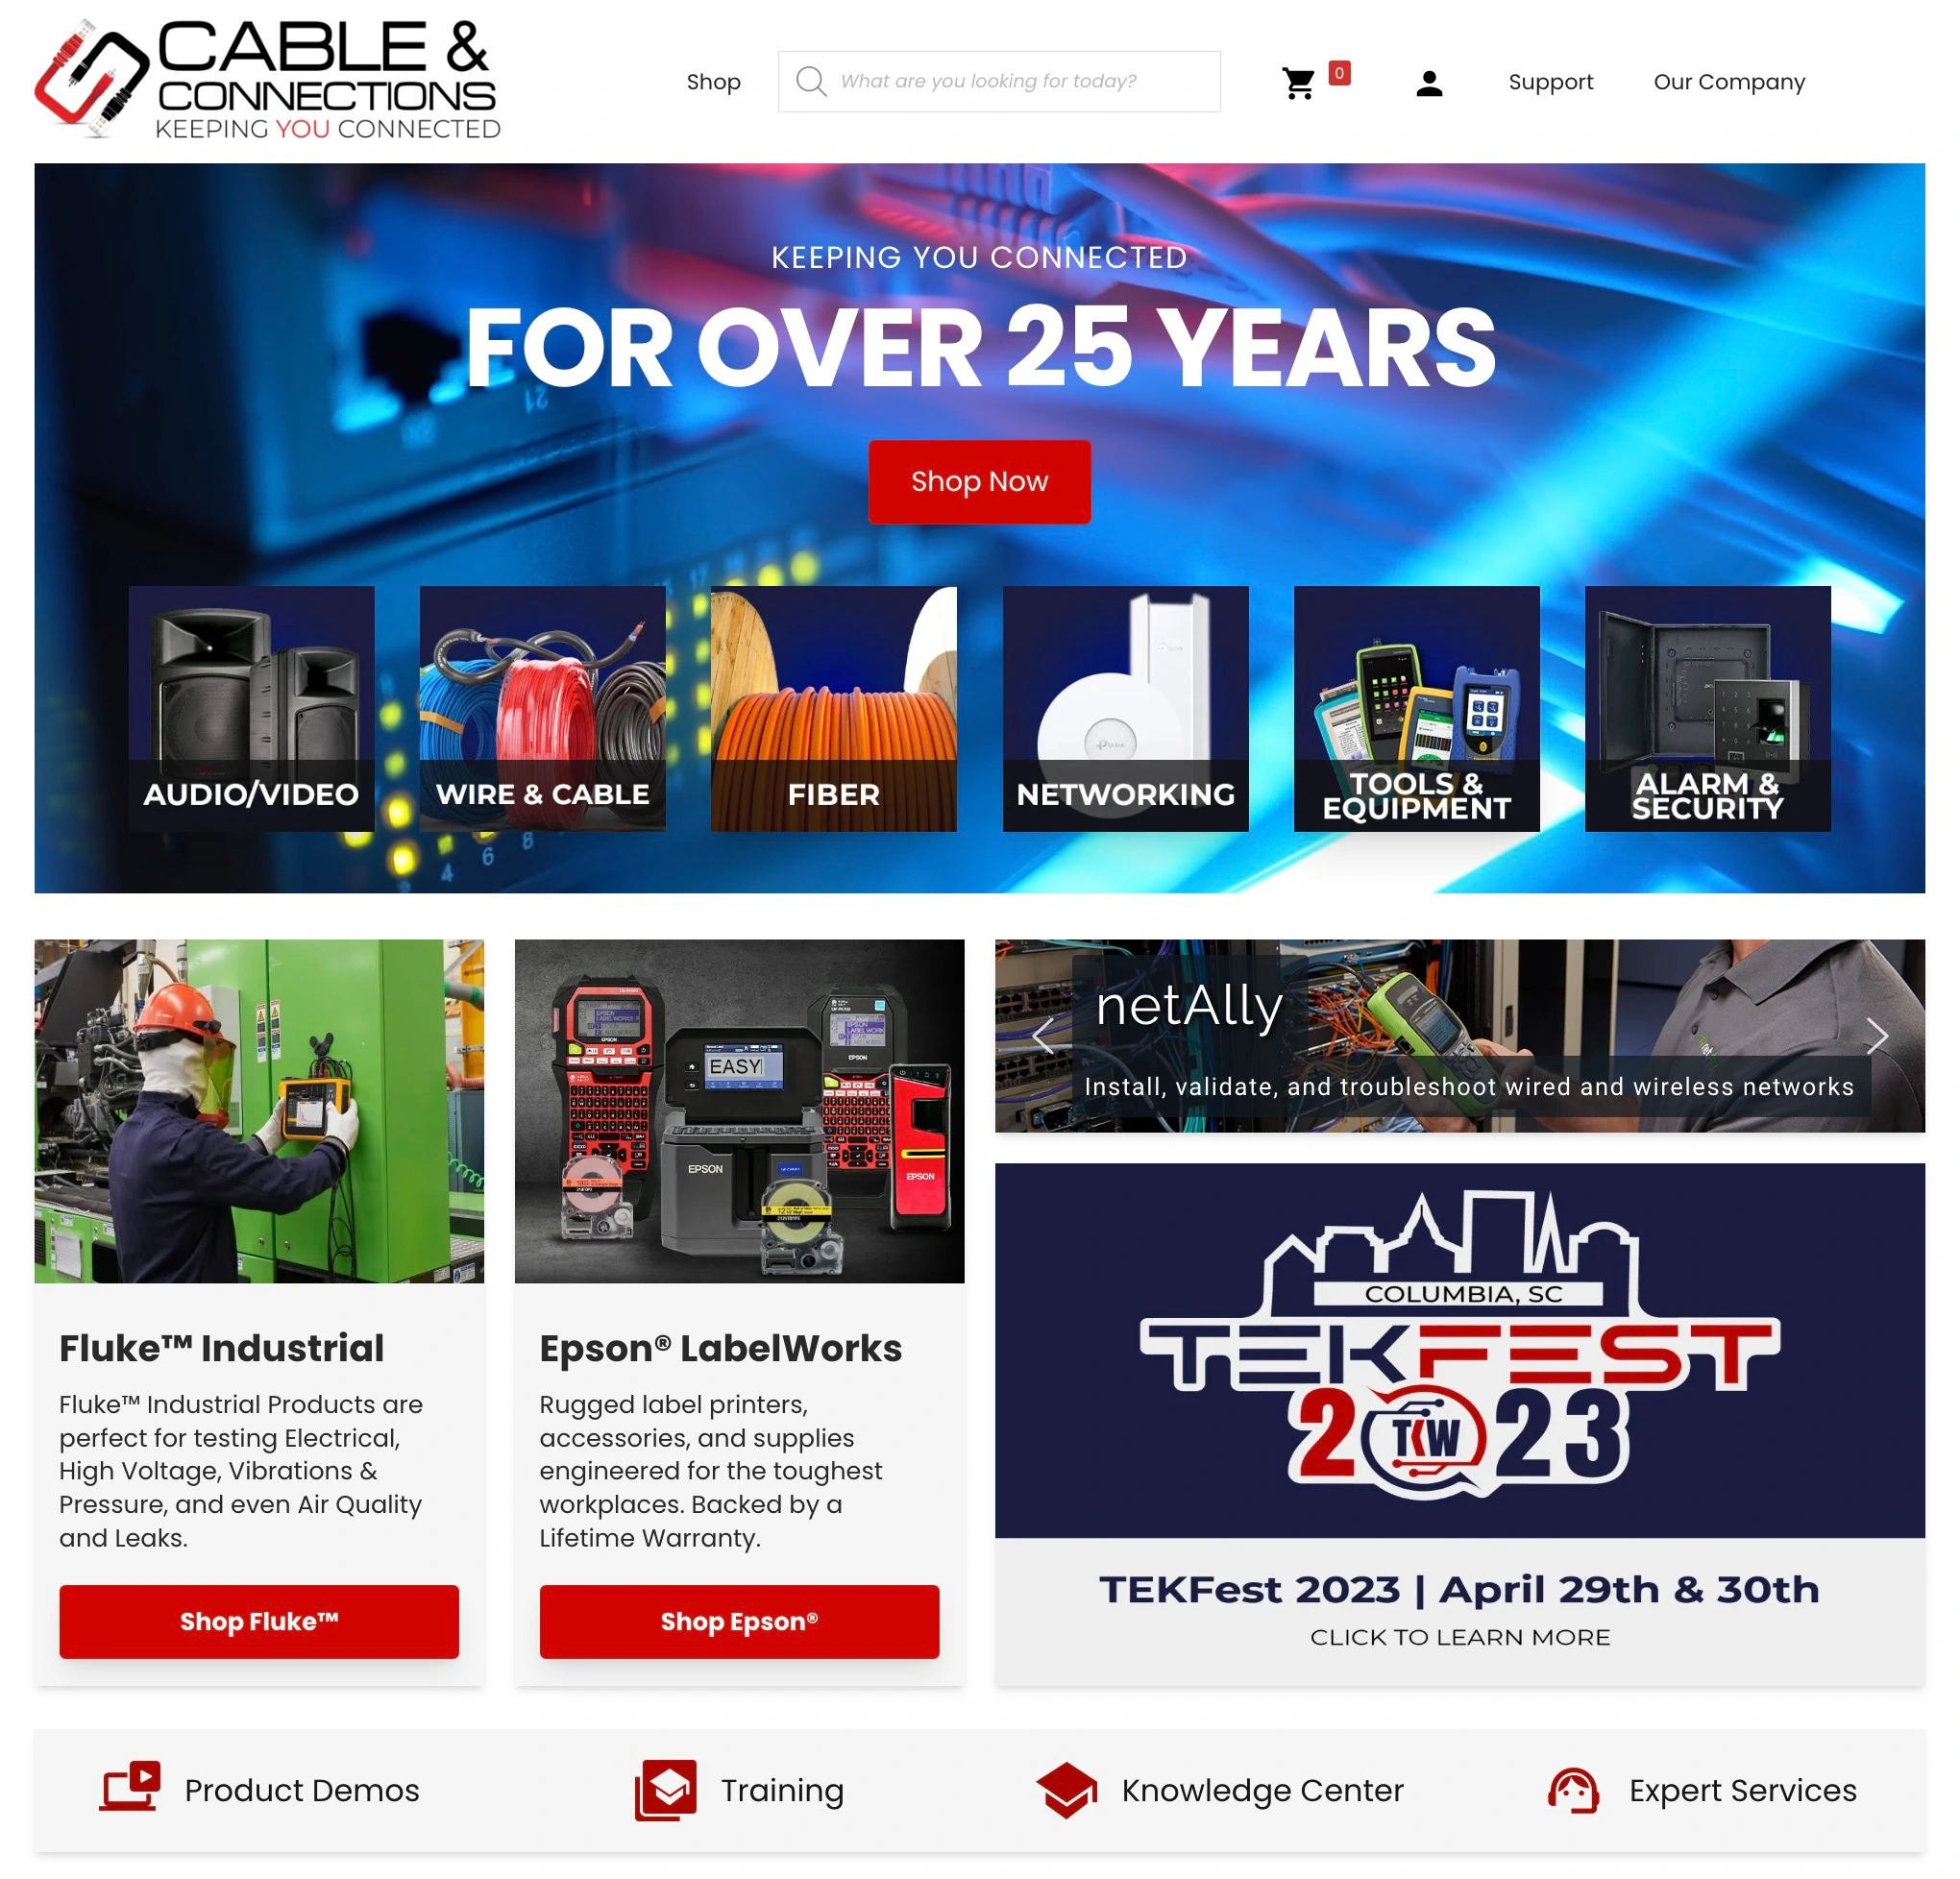 CABLE &
CONNECTIONS
KEEPING YOU CONNECTED
Shop
What are you looking for today?
0
Support
Our Company
KEEPING YOU CONNECTED
FOR OVER 25 YEARS
Shop Now
AUDIO/VIDEO
WIRE & CABLE
FIBER
NETWORKING
TOOLS &
EQUIPMENT
ALARM &
SECURITY
EASY
EPSON
EPSON
EPSON
EPSON
netAlly
Install, validate, and troubleshoot wired and wireless networks
Fluke™ Industrial
Fluke™ Industrial Products are
perfect for testing Electrical,
High Voltage, Vibrations &
Pressure, and even Air Quality
and Leaks.
Shop Fluke™
Epson® LabelWorks
Rugged label printers,
accessories, and supplies
engineered for the toughest
workplaces. Backed by a
Lifetime Warranty.
Shop Epson®
COLUMBIA, SC
TEKFEST
2023
TKW
TEKFest 2023 | April 29th & 30th
CLICK TO LEARN MORE
Product Demos
Training
Knowledge Center
Expert Services